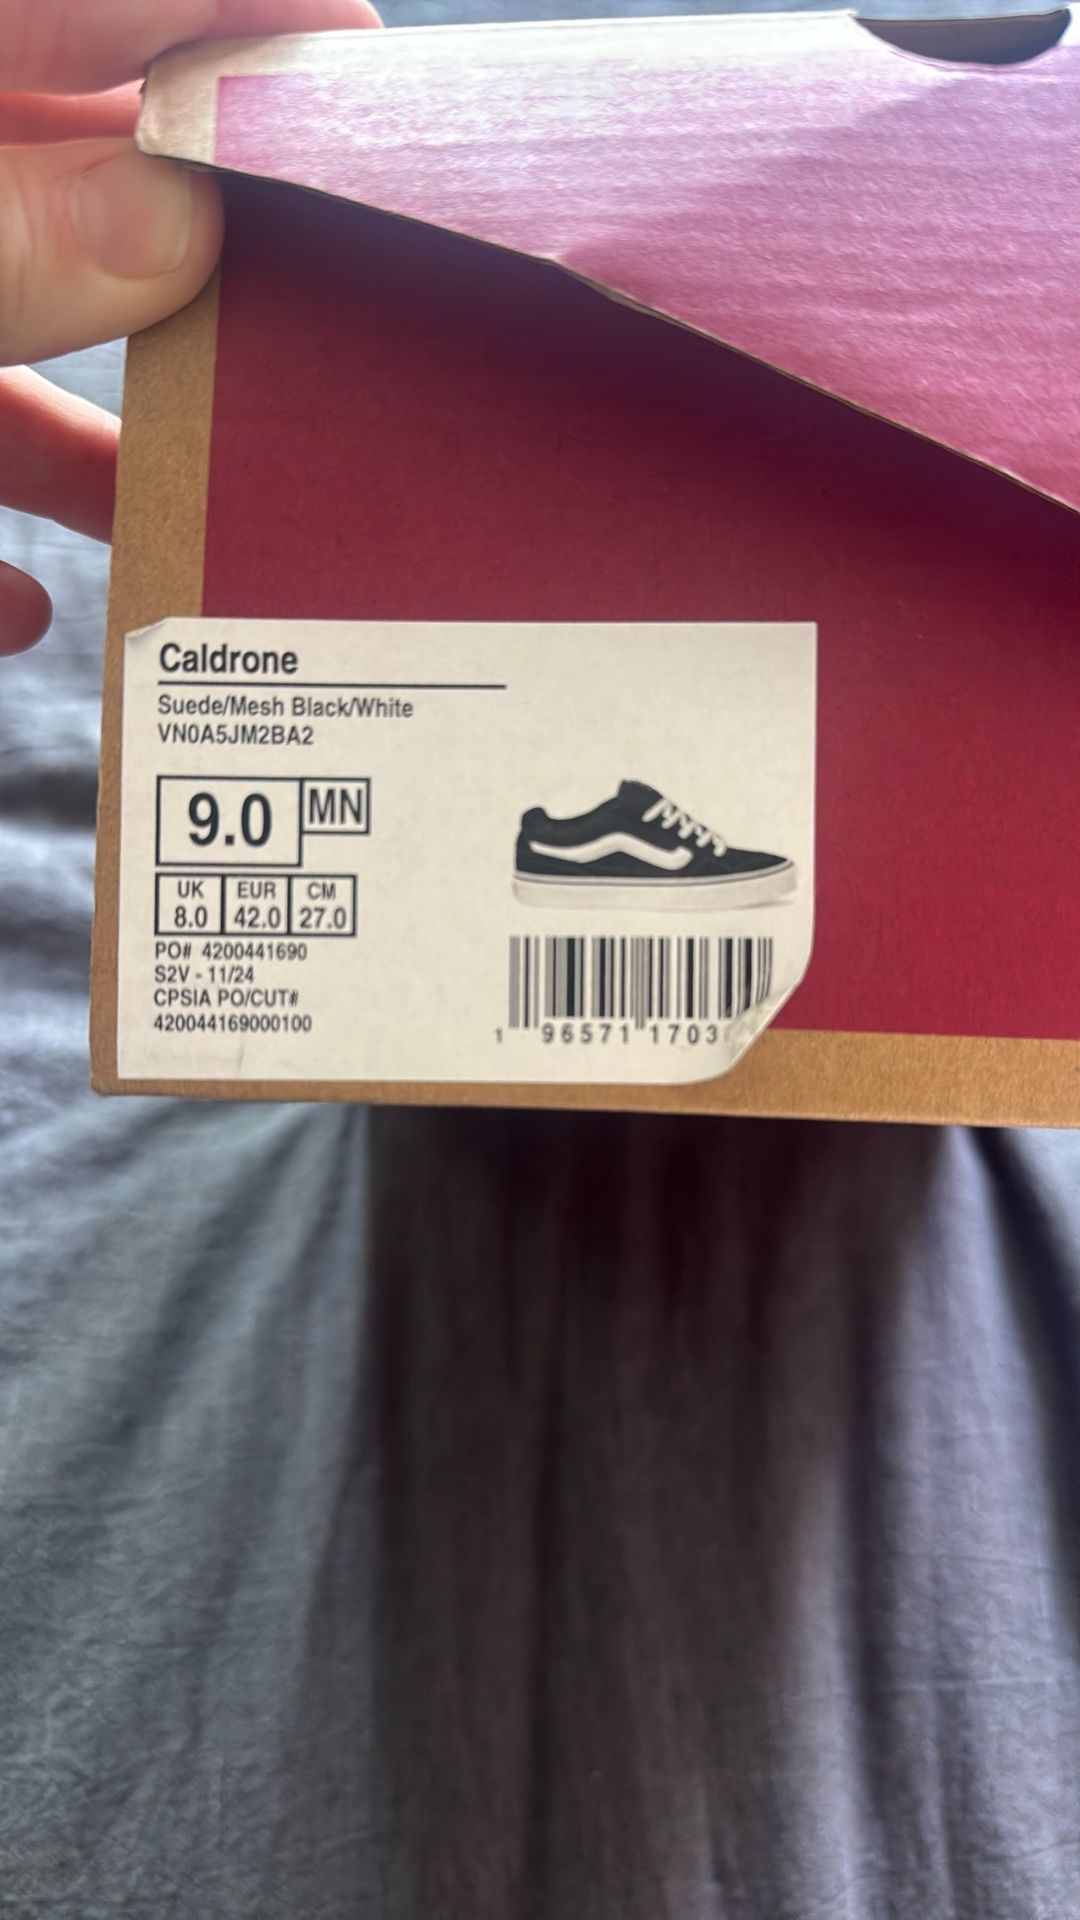 Caldrone
Suede/Mesh Black/White
VN0A5JM2BA2
9.0 MN
UK EUR CM
8.0 42.0 27.0
PO# 4200441690
S2V - 11/24
CPSIA PO/CUT#
420044169000100
1 96571 1703